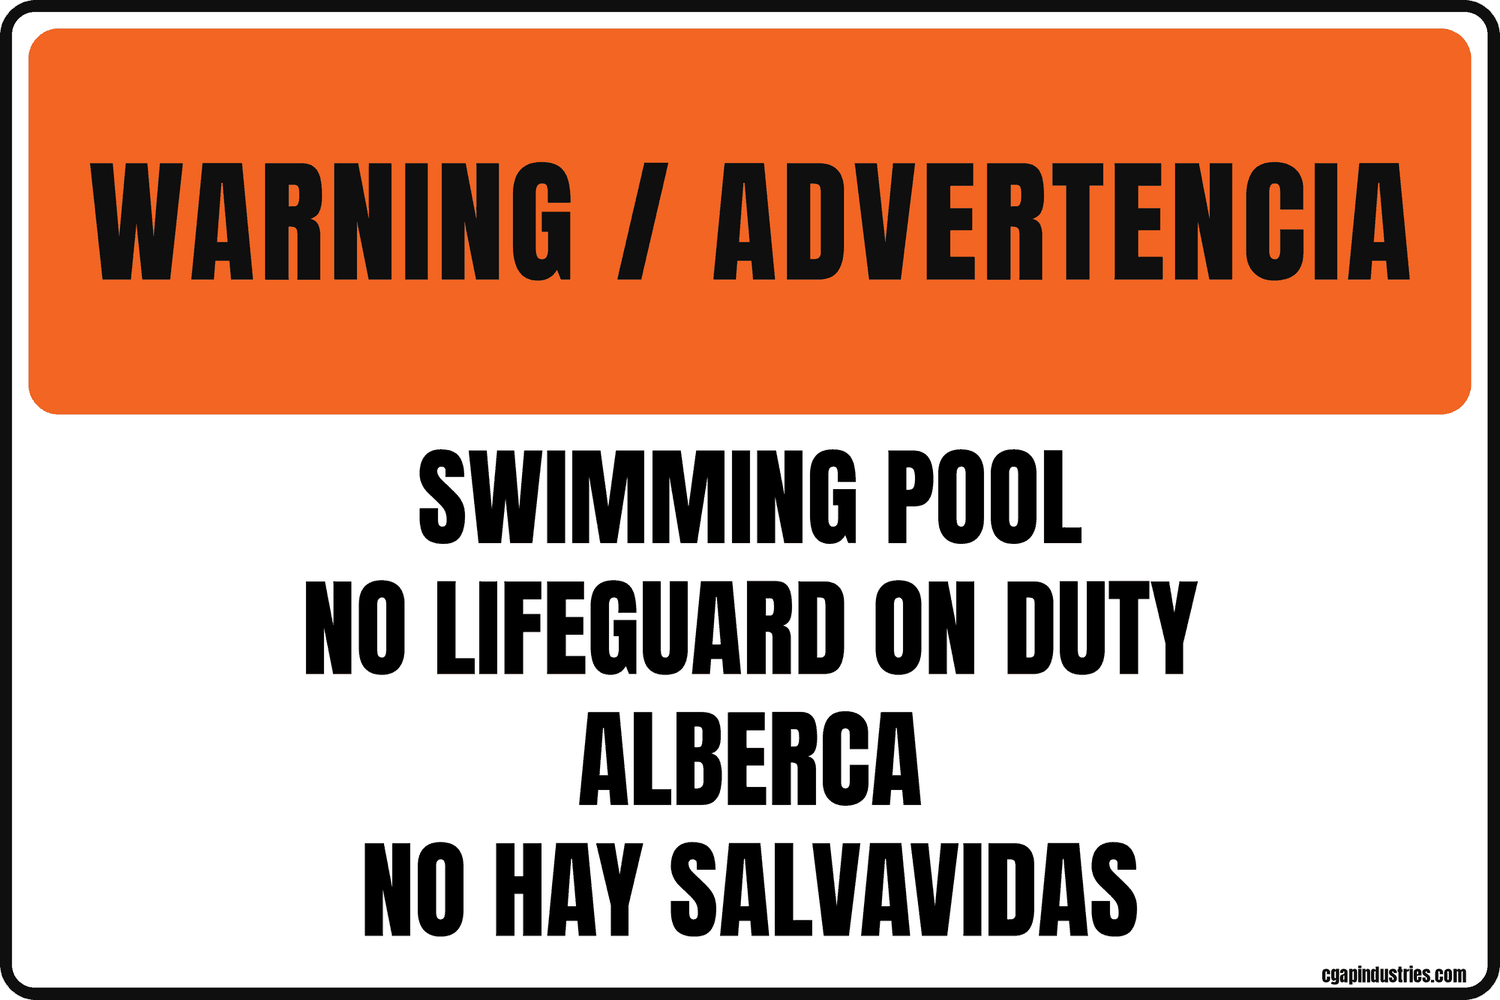 WARNING / ADVERTENCIA
SWIMMING POOL
NO LIFEGUARD ON DUTY
ALBERCA
NO HAY SALVAVIDAS
cgapindustries.com